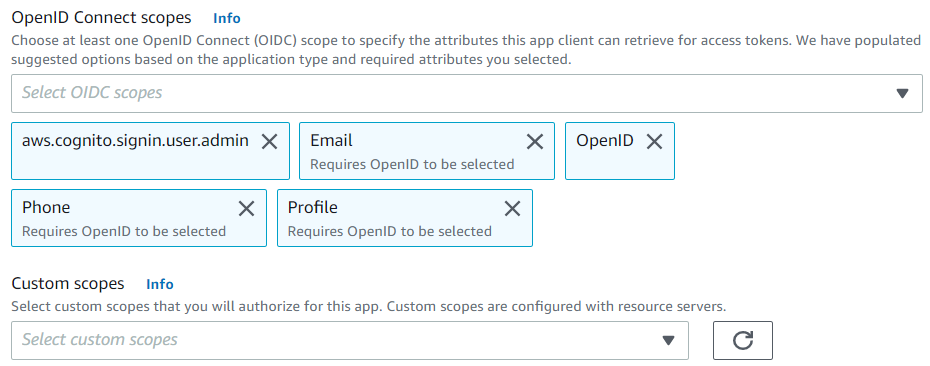 OpenID Connect scopes Info
Choose at least one OpenID Connect (OIDC) scope to specify the attributes this app client can retrieve for access tokens. We have populated
suggested options based on the application type and required attributes you selected.
Select OIDC scopes
aws.cognito.signin.user.admin
Email
Requires OpenID to be selected
OpenID
Phone
Requires OpenID to be selected
Profile
Requires OpenID to be selected
Custom scopes Info
Select custom scopes that you will authorize for this app. Custom scopes are configured with resource servers.
Select custom scopes